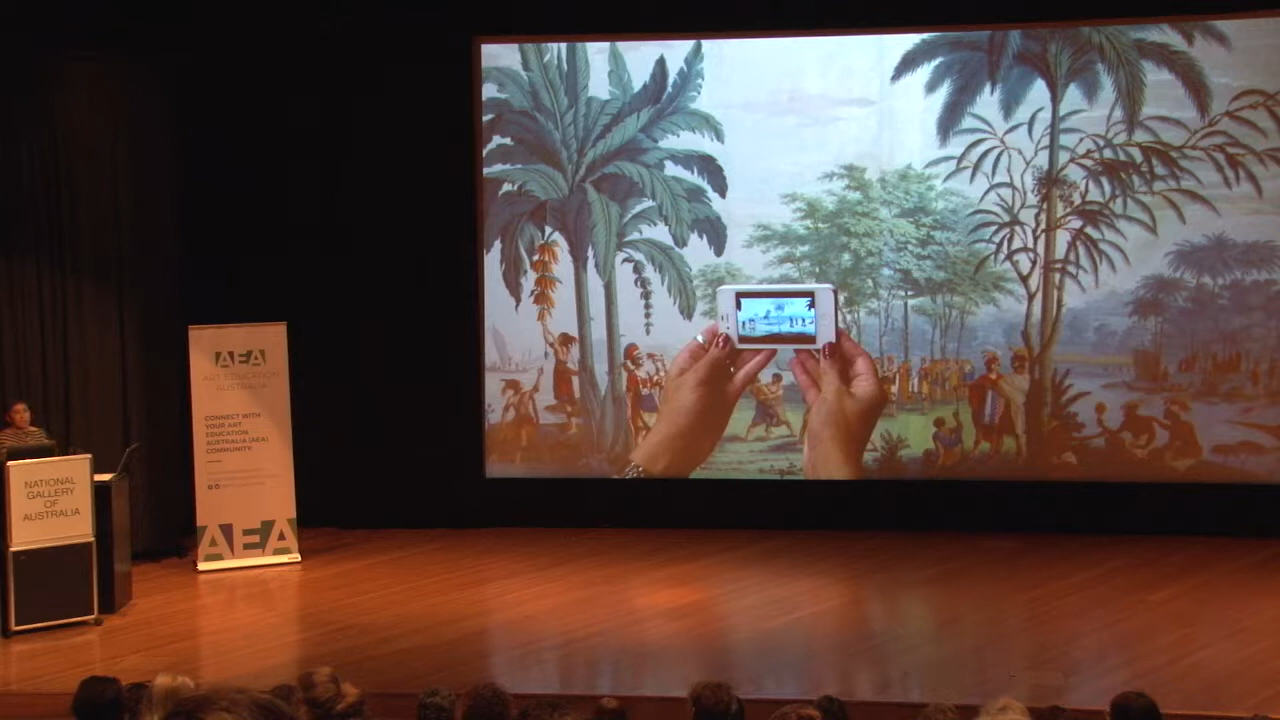 AEA
ART EDUCATION
AUSTRALIA
CONNECT WITH
YOUR ART
EDUCATION
AUSTRALIA (AEA)
COMMUNITY
AEA
NATIONAL
GALLERY
OF
AUSTRALIA